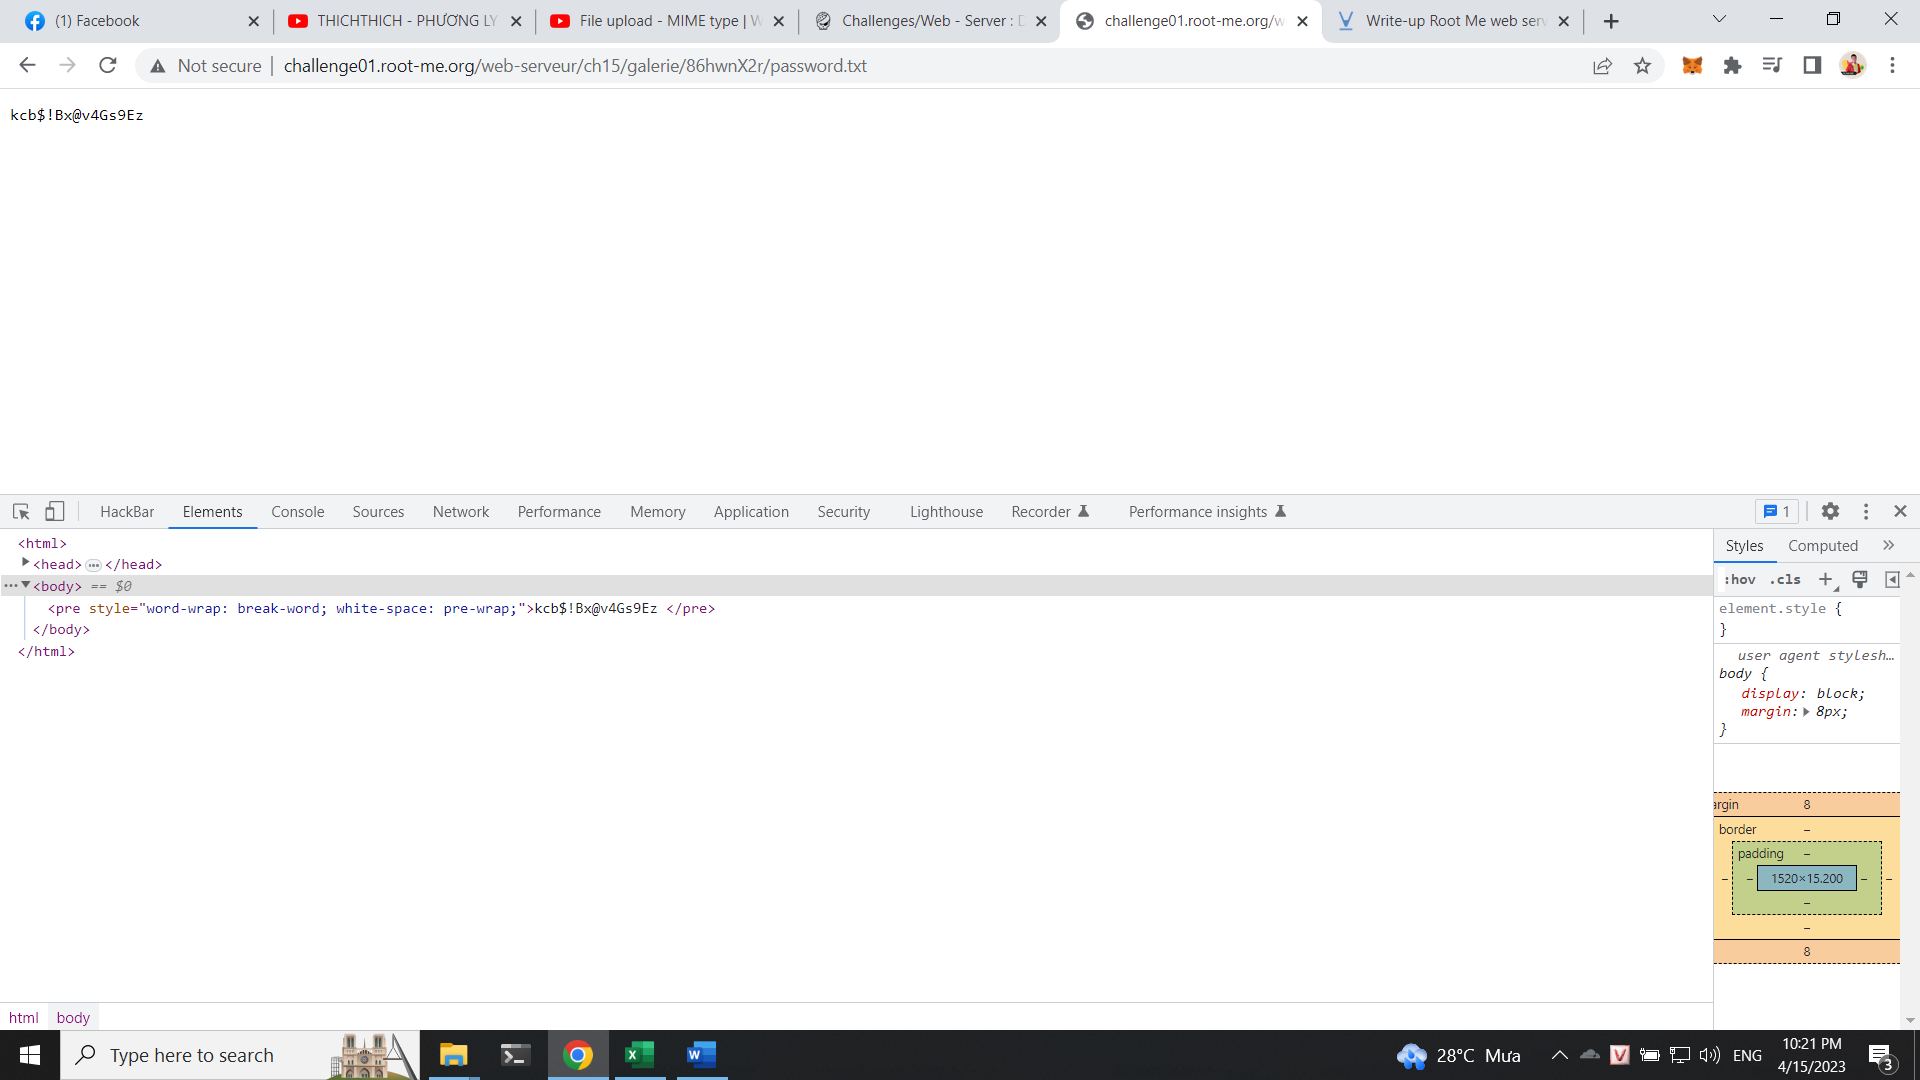 (1) Facebook
THICHTHICH - PHƯƠNG LY
File upload - MIME type | W
Challenges/Web - Server : D
challenge01.root-me.org/w
Write-up Root Me web serv
Not secure
challenge01.root-me.org/web-serveur/ch15/galerie/86hwnX2r/password.txt
kcb$!Bx@v4Gs9Ez
HackBar Elements Console Sources Network Performance Memory Application Security Lighthouse Recorder Performance insights 1
<html>
<head> ••• </head>
••• <body> == $0
<pre style="word-wrap: break-word; white-space: pre-wrap;">kcb$!Bx@v4Gs9Ez </pre>
</body>
</html>
Styles Computed »
:hov .cls +
element.style {
}
user agent stylesh…
body {
display: block;
margin: 8px;
}
argin 8
border –
padding –
– – 1520×15.200 – –
–
–
8
html body
Type here to search
28°C Mưa
ENG
10:21 PM
4/15/2023
3